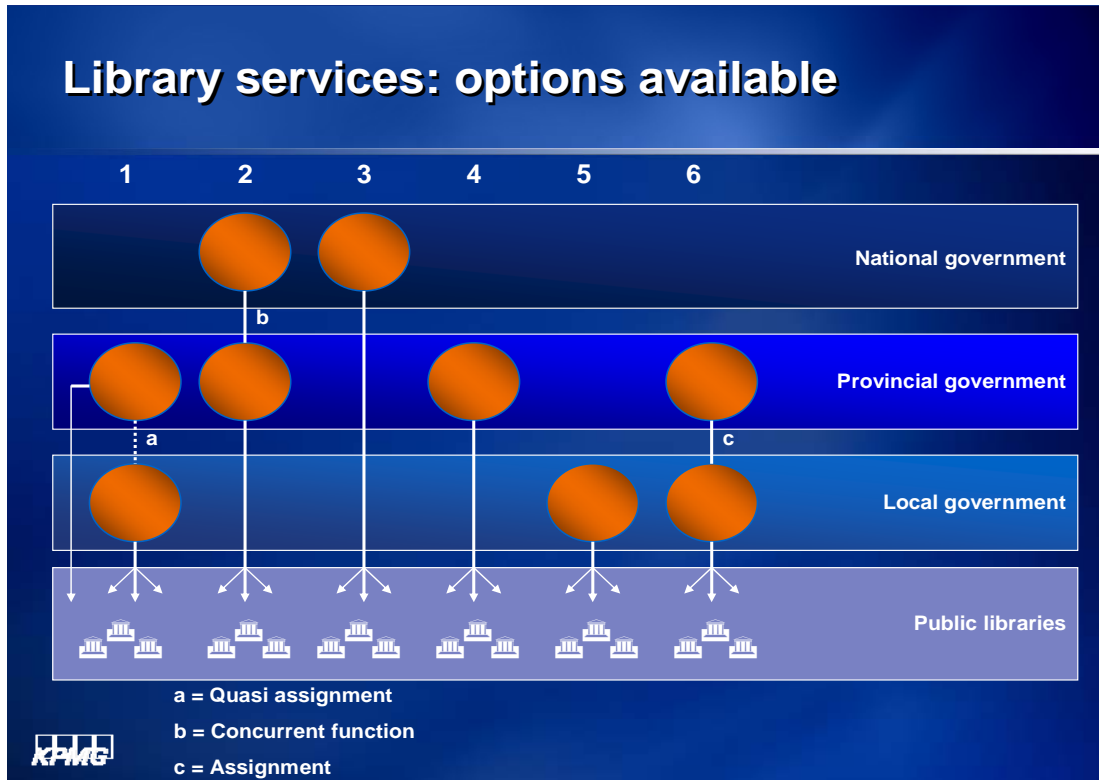 Library services: options available
1 2 3 4 5 6
National government
b
Provincial government
a c
Local government
Public libraries
a = Quasi assignment
b = Concurrent function
c = Assignment
KPMG